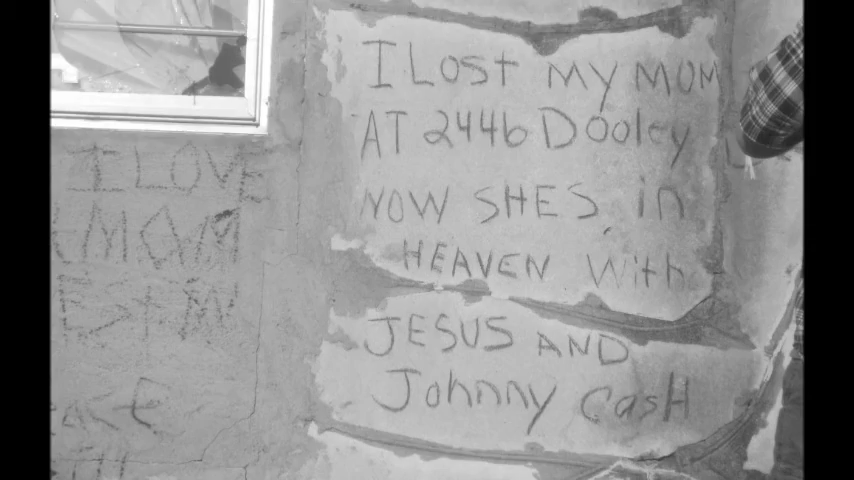 I LOST MY MOM
AT 2446 Dooley
NOW SHES in
HEAVEN With
JESUS AND
Johnny CasH
I LOVE
MOM